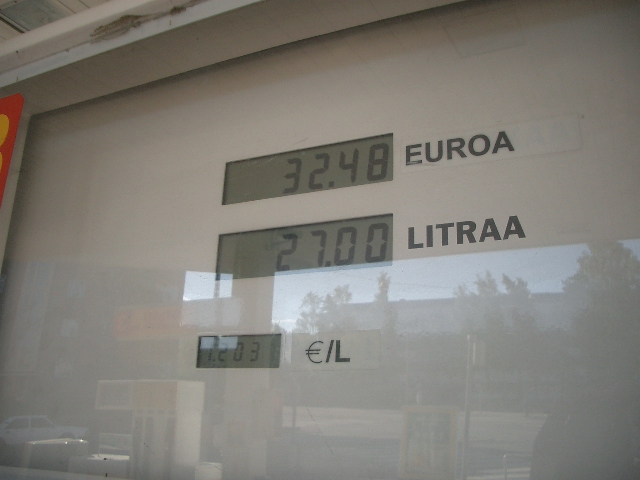 32.48 EUROA
27.00 LITRAA
1.203 €/L